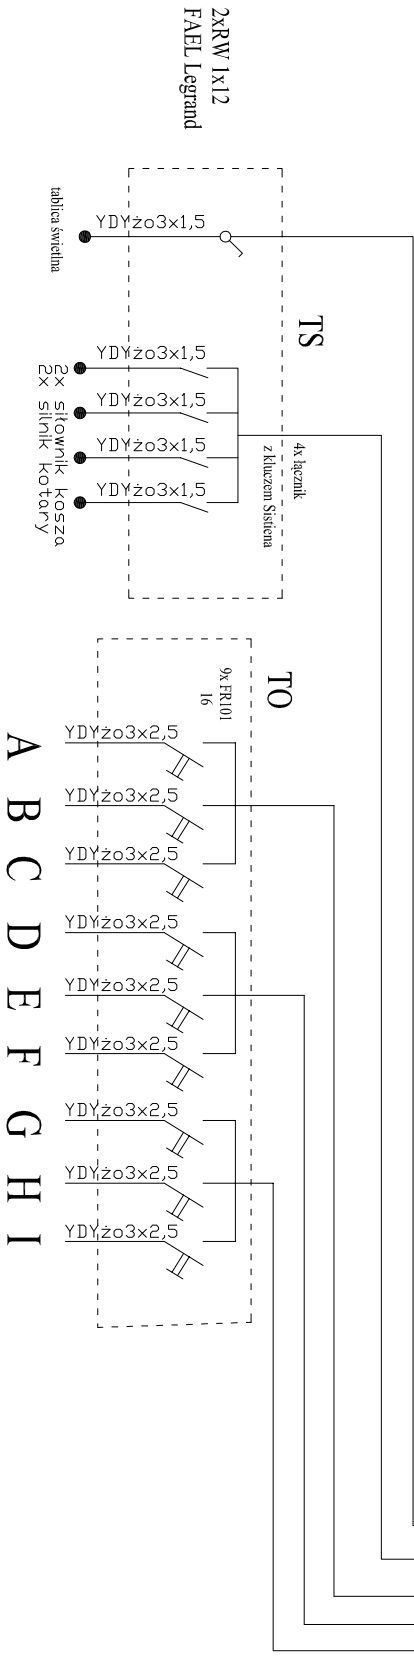 2xRW 1x12
FAEL Legrand
tablica świetlna
YDYżo3x1,5
TS
YDYżo3x1,5
YDYżo3x1,5
YDYżo3x1,5
YDYżo3x1,5
2x siłownik kosza
2x silnik kotary
4x łącznik
z kluczem Sistiena
TO
9x FR101
16
YDYżo3x2,5
YDYżo3x2,5
YDYżo3x2,5
YDYżo3x2,5
YDYżo3x2,5
YDYżo3x2,5
YDYżo3x2,5
YDYżo3x2,5
YDYżo3x2,5
A
B
C
D
E
F
G
H
I